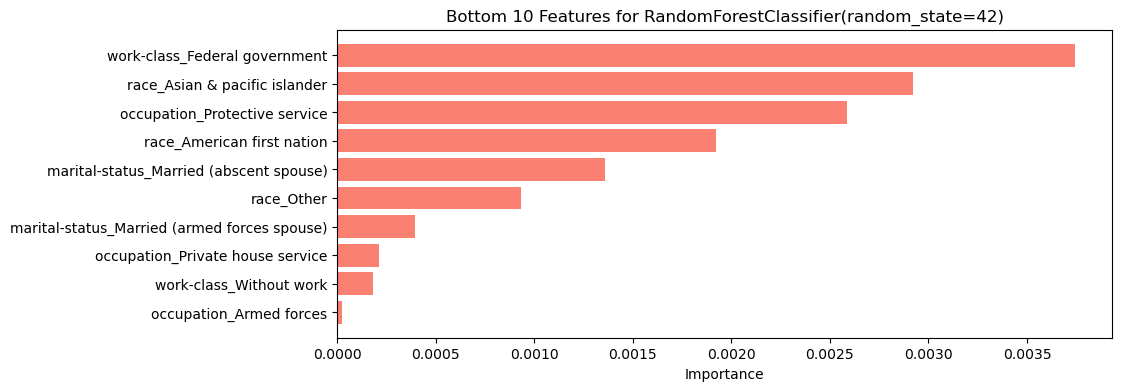 Bottom 10 Features for RandomForestClassifier(random_state=42)
work-class_Federal government
race_Asian & pacific islander
occupation_Protective service
race_American first nation
marital-status_Married (abscent spouse)
race_Other
marital-status_Married (armed forces spouse)
occupation_Private house service
work-class_Without work
occupation_Armed forces
0.0000 0.0005 0.0010 0.0015 0.0020 0.0025 0.0030 0.0035
Importance